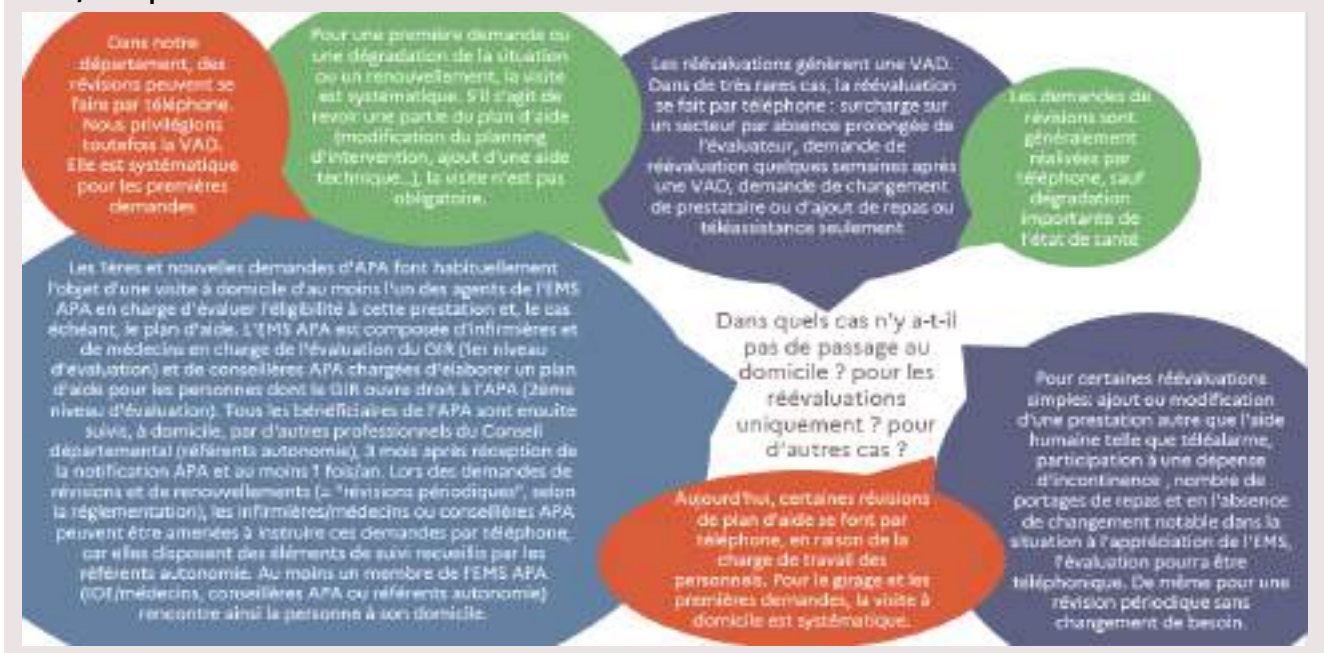 Dans notre
département, des
révisions peuvent se
faire par téléphone.
Nous privilégions
toutefois la VAD.
Elle est systématique
pour les premières
demandes
Pour une première demande ou
une dégradation de la situation
ou un renouvellement, la visite
est systématique. S'il s'agit de
revoir une partie du plan d'aide
(modification du planning
d'intervention, ajout d'une aide
technique...), la visite n'est pas
obligatoire.
Les réévaluations génèrent une VAD.
Dans de très rares cas, la réévaluation
se fait par téléphone : surcharge sur
un secteur par absence prolongée de
l'évaluateur, demande de
réévaluation quelques semaines après
une VAD, demande de changement
de prestataire ou d'ajout de repas ou
téléassistance seulement
Les demandes de
révisions sont
généralement
réalisées par
téléphone, sauf
dégradation
importante de
l'état de santé
Les 1ères et nouvelles demandes d'APA font habituellement
l'objet d'une visite à domicile d'au moins l'un des agents de l'EMS
APA en charge d'évaluer l'éligibilité à cette prestation et, le cas
échéant, le plan d'aide. L'EMS APA est composée d'infirmières et
de médecins en charge de l'évaluation du GIR (1er niveau
d'évaluation) et de conseillères APA chargées d'élaborer un plan
d'aide pour les personnes dont le GIR ouvre droit à l'APA (2ème
niveau d'évaluation). Tous les bénéficiaires de l'APA sont ensuite
suivis, à domicile, par d'autres professionnels du Conseil
départemental (référents autonomie), 3 mois après réception de
la notification APA et au moins 1 fois/an. Lors des demandes de
révisions et de renouvellements (= "révisions périodiques", selon
la réglementation), les infirmières/médecins ou conseillères APA
peuvent être amenées à instruire ces demandes par téléphone,
car elles disposent des éléments de suivi recueillis par les
référents autonomie. Au moins un membre de l'EMS APA
(IDE/médecins, conseillères APA ou référents autonomie)
rencontre ainsi la personne à son domicile.
Dans quels cas n'y a-t-il
pas de passage au
domicile ? pour les
réévaluations
uniquement ? pour
d'autres cas ?
Aujourd'hui, certaines révisions
de plan d'aide se font par
téléphone, en raison de la
charge de travail des
personnels. Pour le girage et les
premières demandes, la visite à
domicile est systématique.
Pour certaines réévaluations
simples: ajout ou modification
d'une prestation autre que l'aide
humaine telle que téléalarme,
participation à une dépense
d'incontinence , nombre de
portages de repas et en l'absence
de changement notable dans la
situation à l'appréciation de l'EMS,
l'évaluation pourra être
téléphonique. De même pour une
révision périodique sans
changement de besoin.